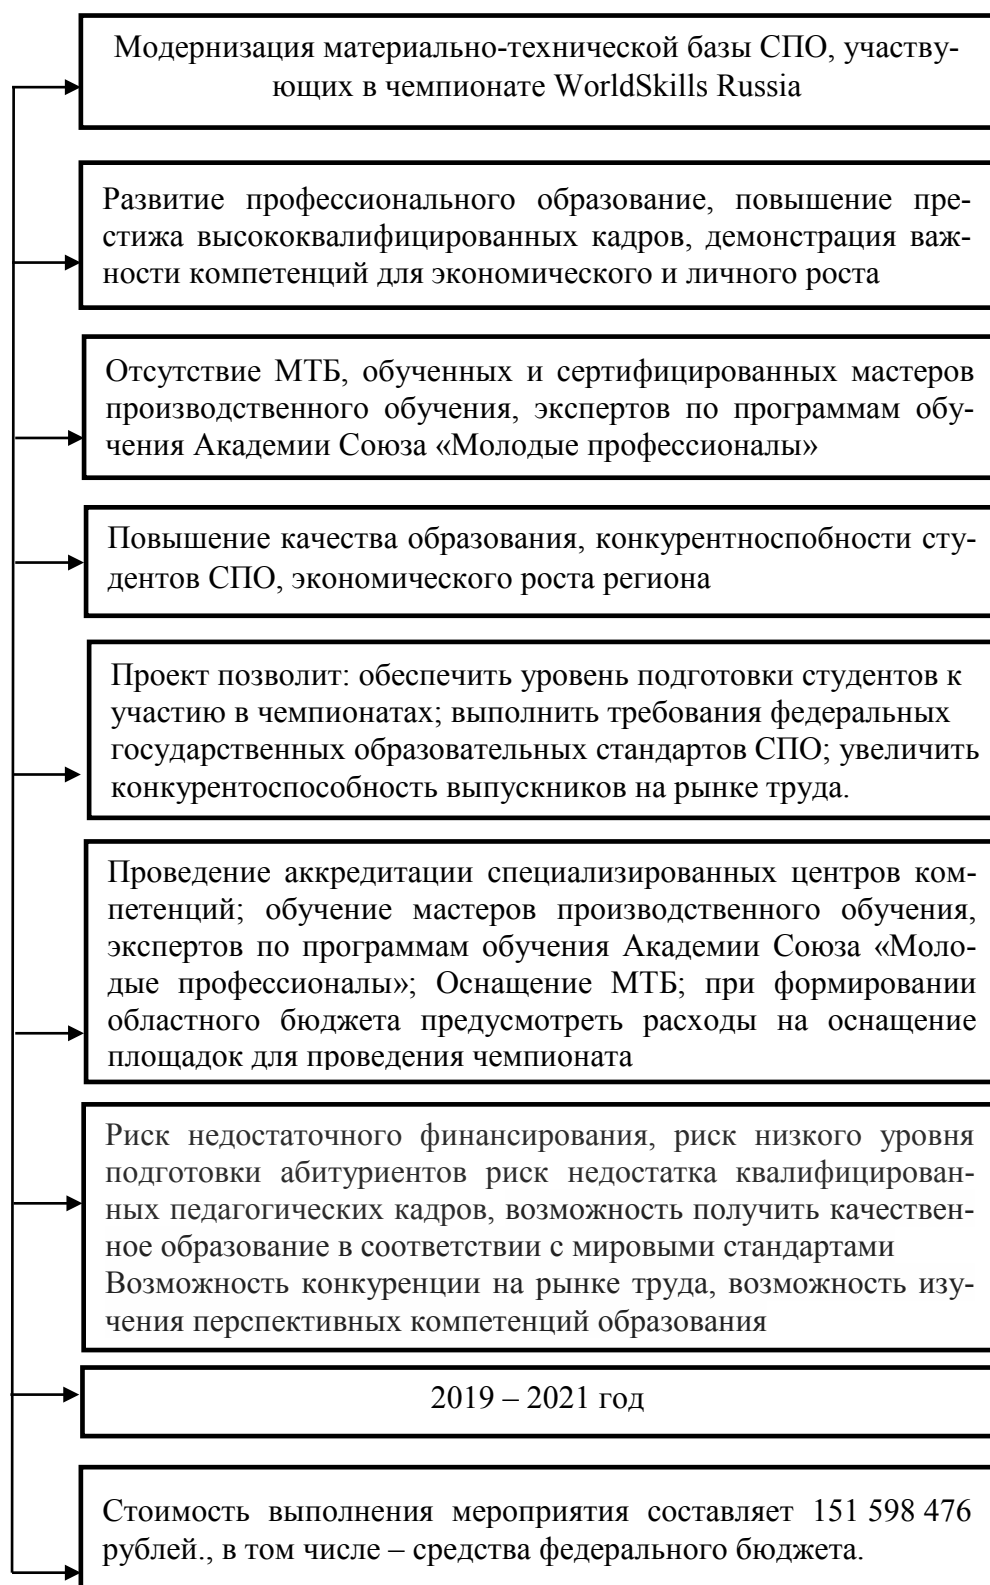 Модернизация материально-технической базы СПО, участву-
ющих в чемпионате WorldSkills Russia
Развитие профессионального образование, повышение пре-
стижа высококвалифицированных кадров, демонстрация важ-
ности компетенций для экономического и личного роста
Отсутствие МТБ, обученных и сертифицированных мастеров
производственного обучения, экспертов по программам обу-
чения Академии Союза «Молодые профессионалы»
Повышение качества образования, конкурентноспобности сту-
дентов СПО, экономического роста региона
Проект позволит: обеспечить уровень подготовки студентов к
участию в чемпионатах; выполнить требования федеральных
государственных образовательных стандартов СПО; увеличить
конкурентоспособность выпускников на рынке труда.
Проведение аккредитации специализированных центров ком-
петенций; обучение мастеров производственного обучения,
экспертов по программам обучения Академии Союза «Моло-
дые профессионалы»; Оснащение МТБ; при формировании
областного бюджета предусмотреть расходы на оснащение
площадок для проведения чемпионата
Риск недостаточного финансирования, риск низкого уровня
подготовки абитуриентов риск недостатка квалифицирован-
ных педагогических кадров, возможность получить качествен-
ное образование в соответствии с мировыми стандартами
Возможность конкуренции на рынке труда, возможность изу-
чения перспективных компетенций образования
2019 – 2021 год
Стоимость выполнения мероприятия составляет 151 598 476
рублей., в том числе – средства федерального бюджета.